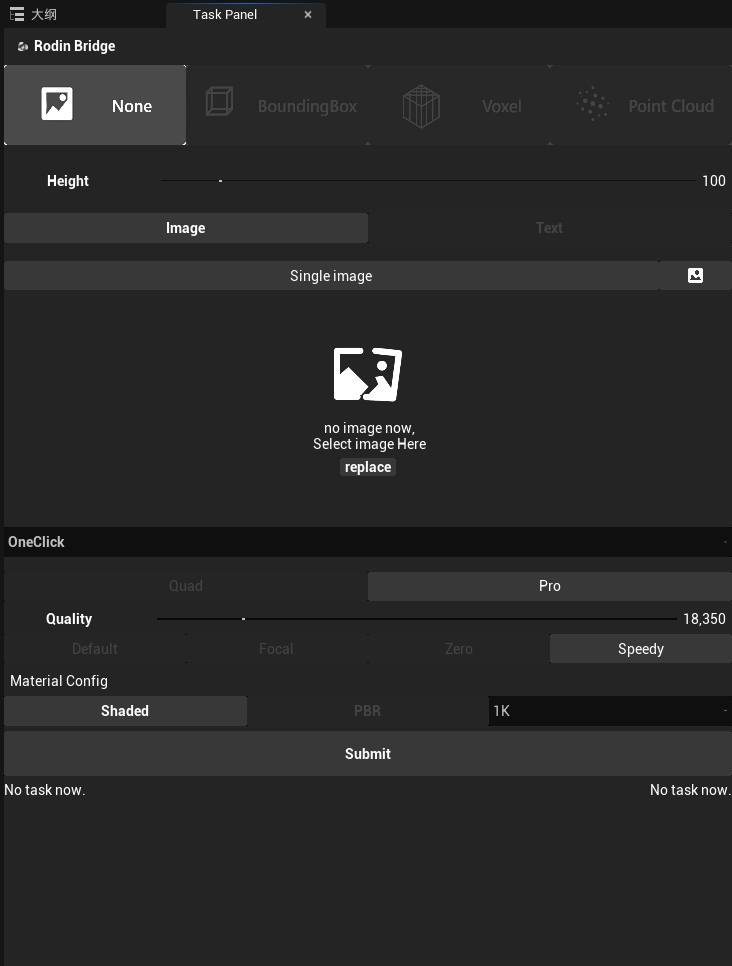 大纲
Task Panel
Rodin Bridge
None
BoundingBox
Voxel
Point Cloud
Height
100
Image
Text
Single image
no image now,
Select image Here
replace
OneClick
Quad
Pro
Quality
18,350
Default
Focal
Zero
Speedy
Material Config
Shaded
PBR
1K
Submit
No task now.
No task now.